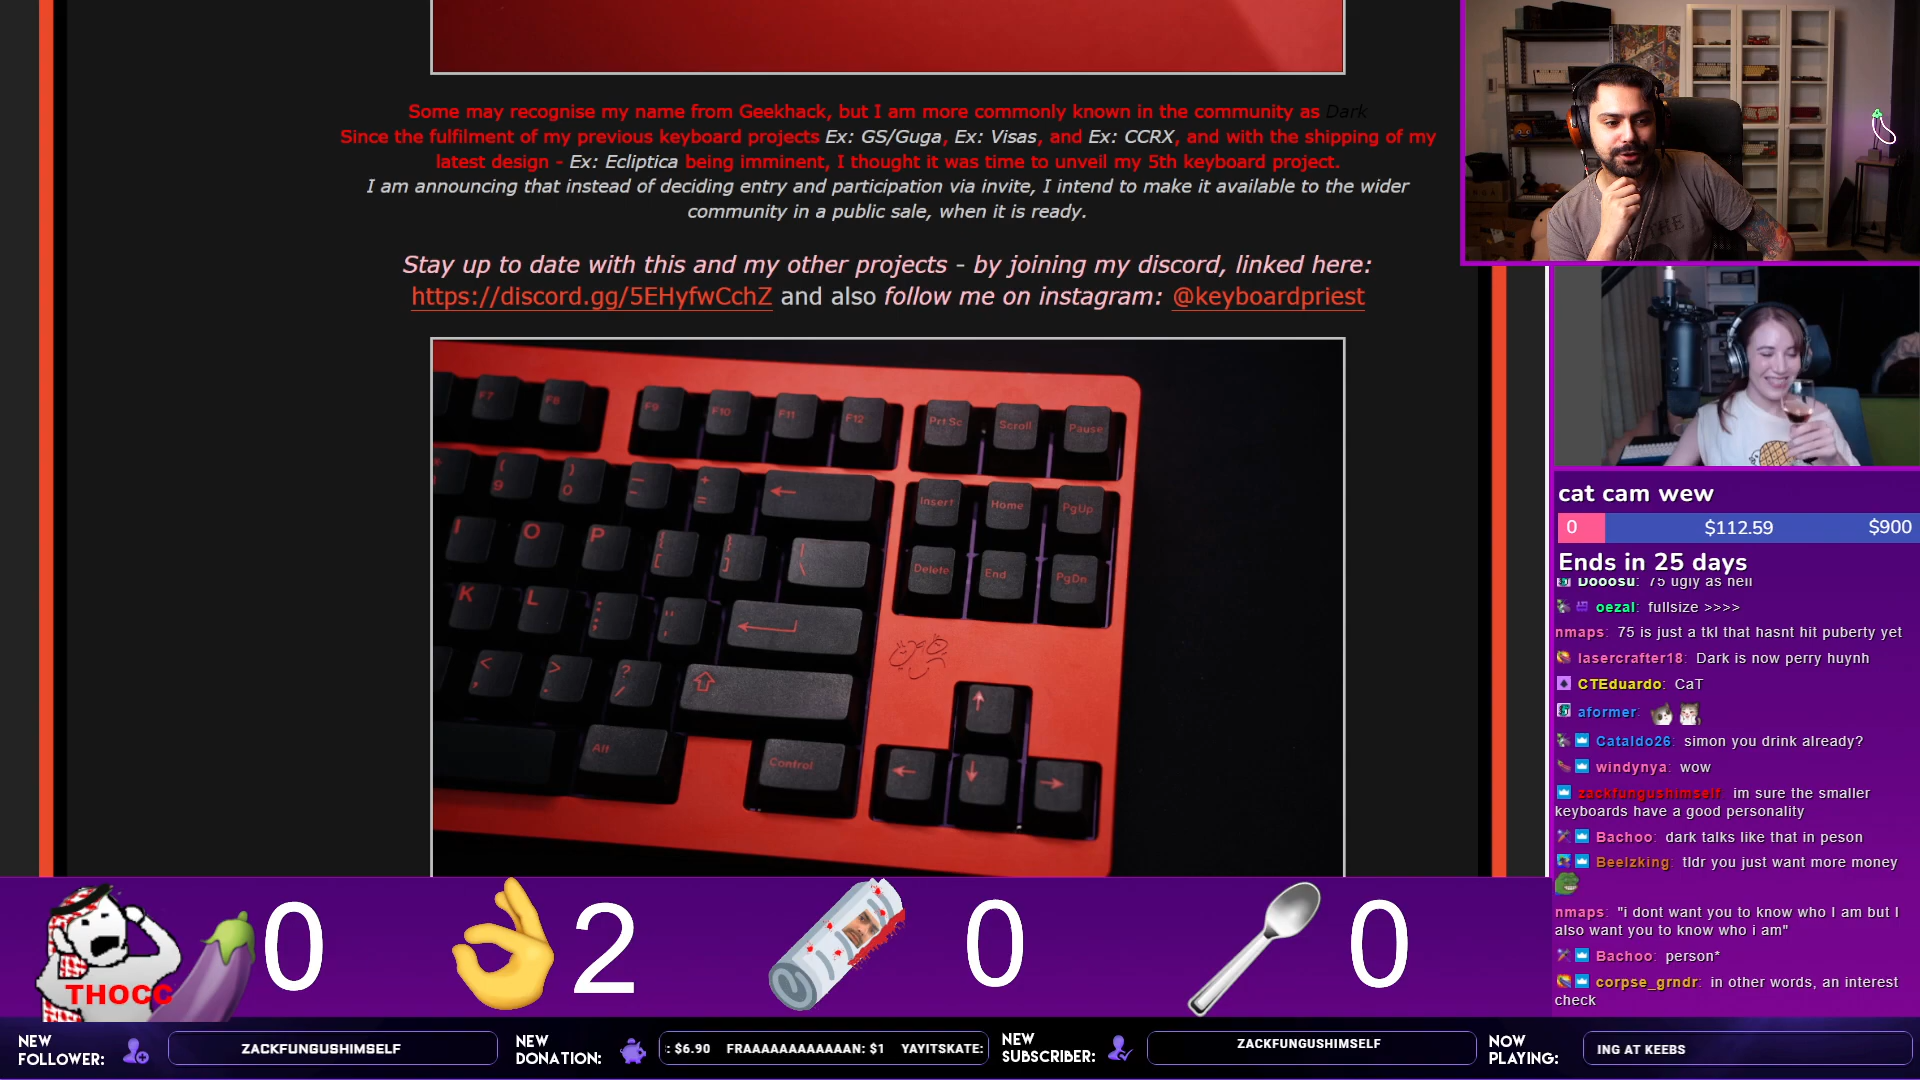 Some may recognise my name from Geekhack, but I am more commonly known in the community as Dark
Since the fulfilment of my previous keyboard projects Ex: GS/Guga, Ex: Visas, and Ex: CCRX, and with the shipping of my
latest design - Ex: Ecliptica being imminent, I thought it was time to unveil my 5th keyboard project.
I am announcing that instead of deciding entry and participation via invite, I intend to make it available to the wider
community in a public sale, when it is ready.
Stay up to date with this and my other projects - by joining my discord, linked here:
https://discord.gg/5EHyfwCchZ and also follow me on instagram: @keyboardpriest
F7 F8 F9 F10 F11 F12 Prt Sc Scroll Pause
( 9 ) 0 — - + = ← Insert Home PgUp
I O P { [ } ] | \ Delete End PgDn
K L : ; " '
< , > . ? / ↑
Alt Control ← ↓ →
cat cam wew
0 $112.59 $900
Ends in 25 days
Dooosu: 75 ugly as hell
oezal: fullsize >>>>
nmaps: 75 is just a tkl that hasnt hit puberty yet
lasercrafter18: Dark is now perry huynh
CTEduardo: CaT
aformer:
Cataldo26: simon you drink already?
windynya: wow
zackfungushimself: im sure the smaller
keyboards have a good personality
Bachoo: dark talks like that in peson
Beelzking: tldr you just want more money
nmaps: "i dont want you to know who I am but I
also want you to know who i am"
Bachoo: person*
corpse_grndr: in other words, an interest
check
THOCC 0 2 0 0
NEW
FOLLOWER:
ZACKFUNGUSHIMSELF
NEW
DONATION:
: $6.90 FRAAAAAAAAAAAAN: $1 YAYITSKATE:
NEW
SUBSCRIBER:
ZACKFUNGUSHIMSELF
NOW
PLAYING:
ING AT KEEBS